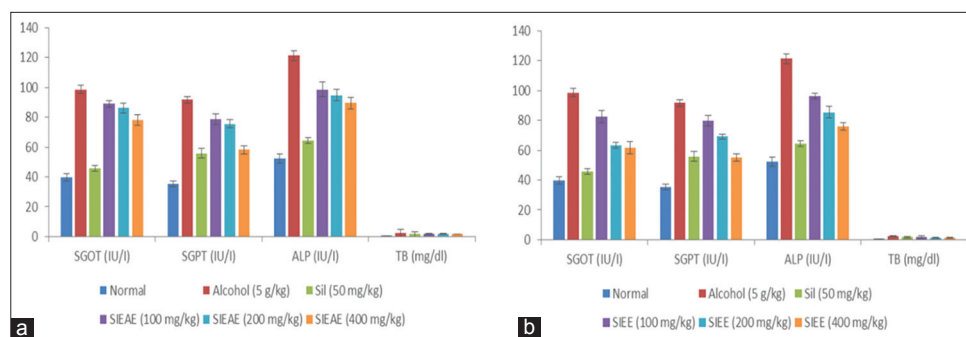 140
120
100
80
60
40
20
0
SGOT (IU/l) SGPT (IU/l) ALP (IU/l) TB (mg/dl)
Normal Alcohol (5 g/kg) Sil (50 mg/kg)
SIEAE (100 mg/kg) SIEAE (200 mg/kg) SIEAE (400 mg/kg)
a
140
120
100
80
60
40
20
0
SGOT (IU/l) SGPT (IU/l) ALP (IU/l) TB (mg/dl)
Normal Alcohol (5 g/kg) Sil (50 mg/kg)
SIEE (100 mg/kg) SIEE (200 mg/kg) SIEE (400 mg/kg)
b